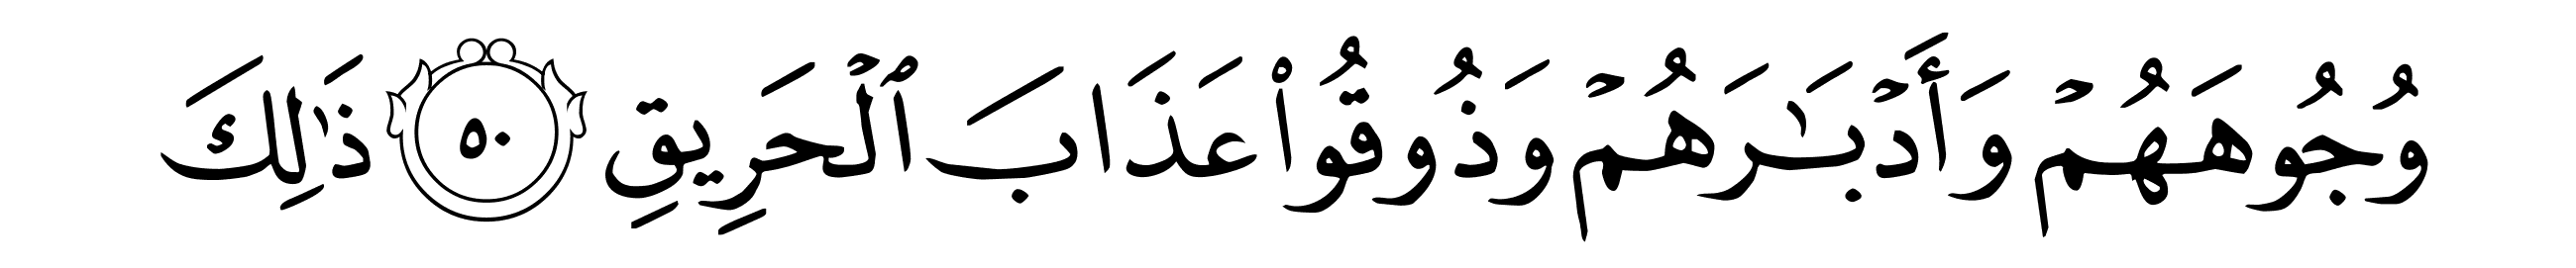 وُجُوهَهُمْ وَأَدْبَـٰرَهُمْ وَذُوقُوا۟ عَذَابَ ٱلْحَرِيقِ ٥٠ ذَٰلِكَ